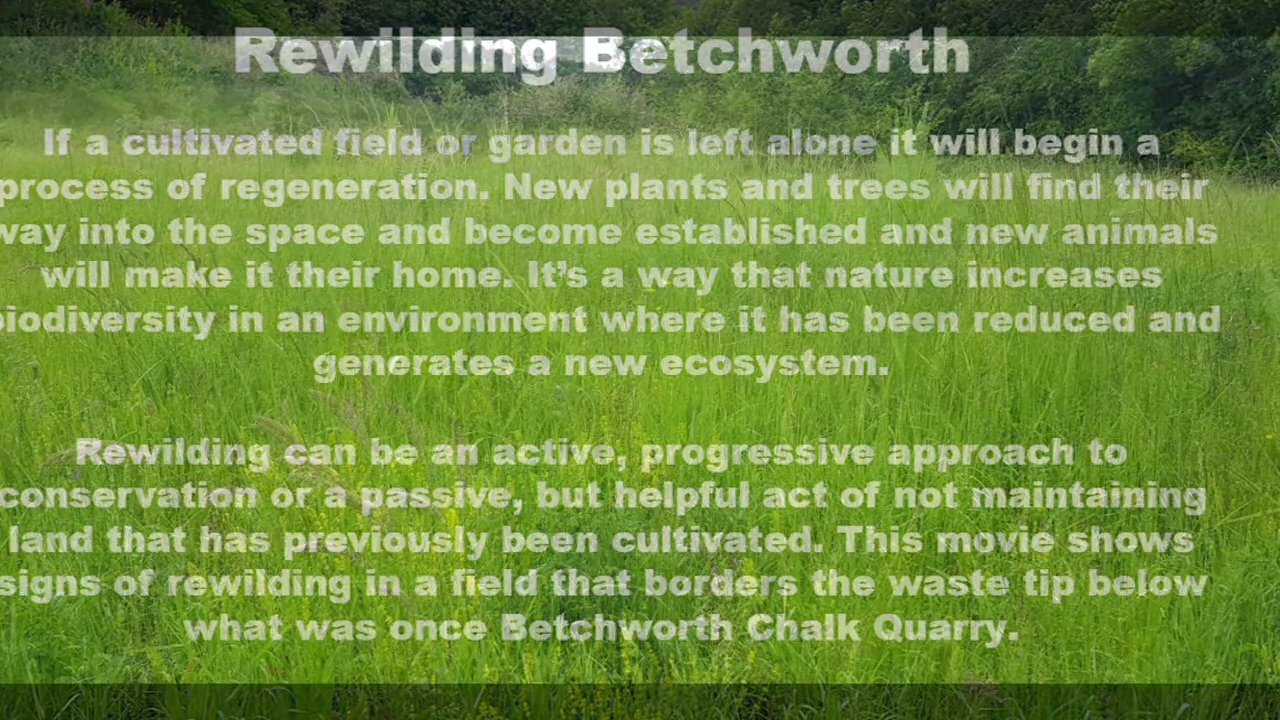 Rewilding Betchworth
If a cultivated field or garden is left alone it will begin a
process of regeneration. New plants and trees will find their
way into the space and become established and new animals
will make it their home. It’s a way that nature increases
biodiversity in an environment where it has been reduced and
generates a new ecosystem.
Rewilding can be an active, progressive approach to
conservation or a passive, but helpful act of not maintaining
land that has previously been cultivated. This movie shows
signs of rewilding in a field that borders the waste tip below
what was once Betchworth Chalk Quarry.